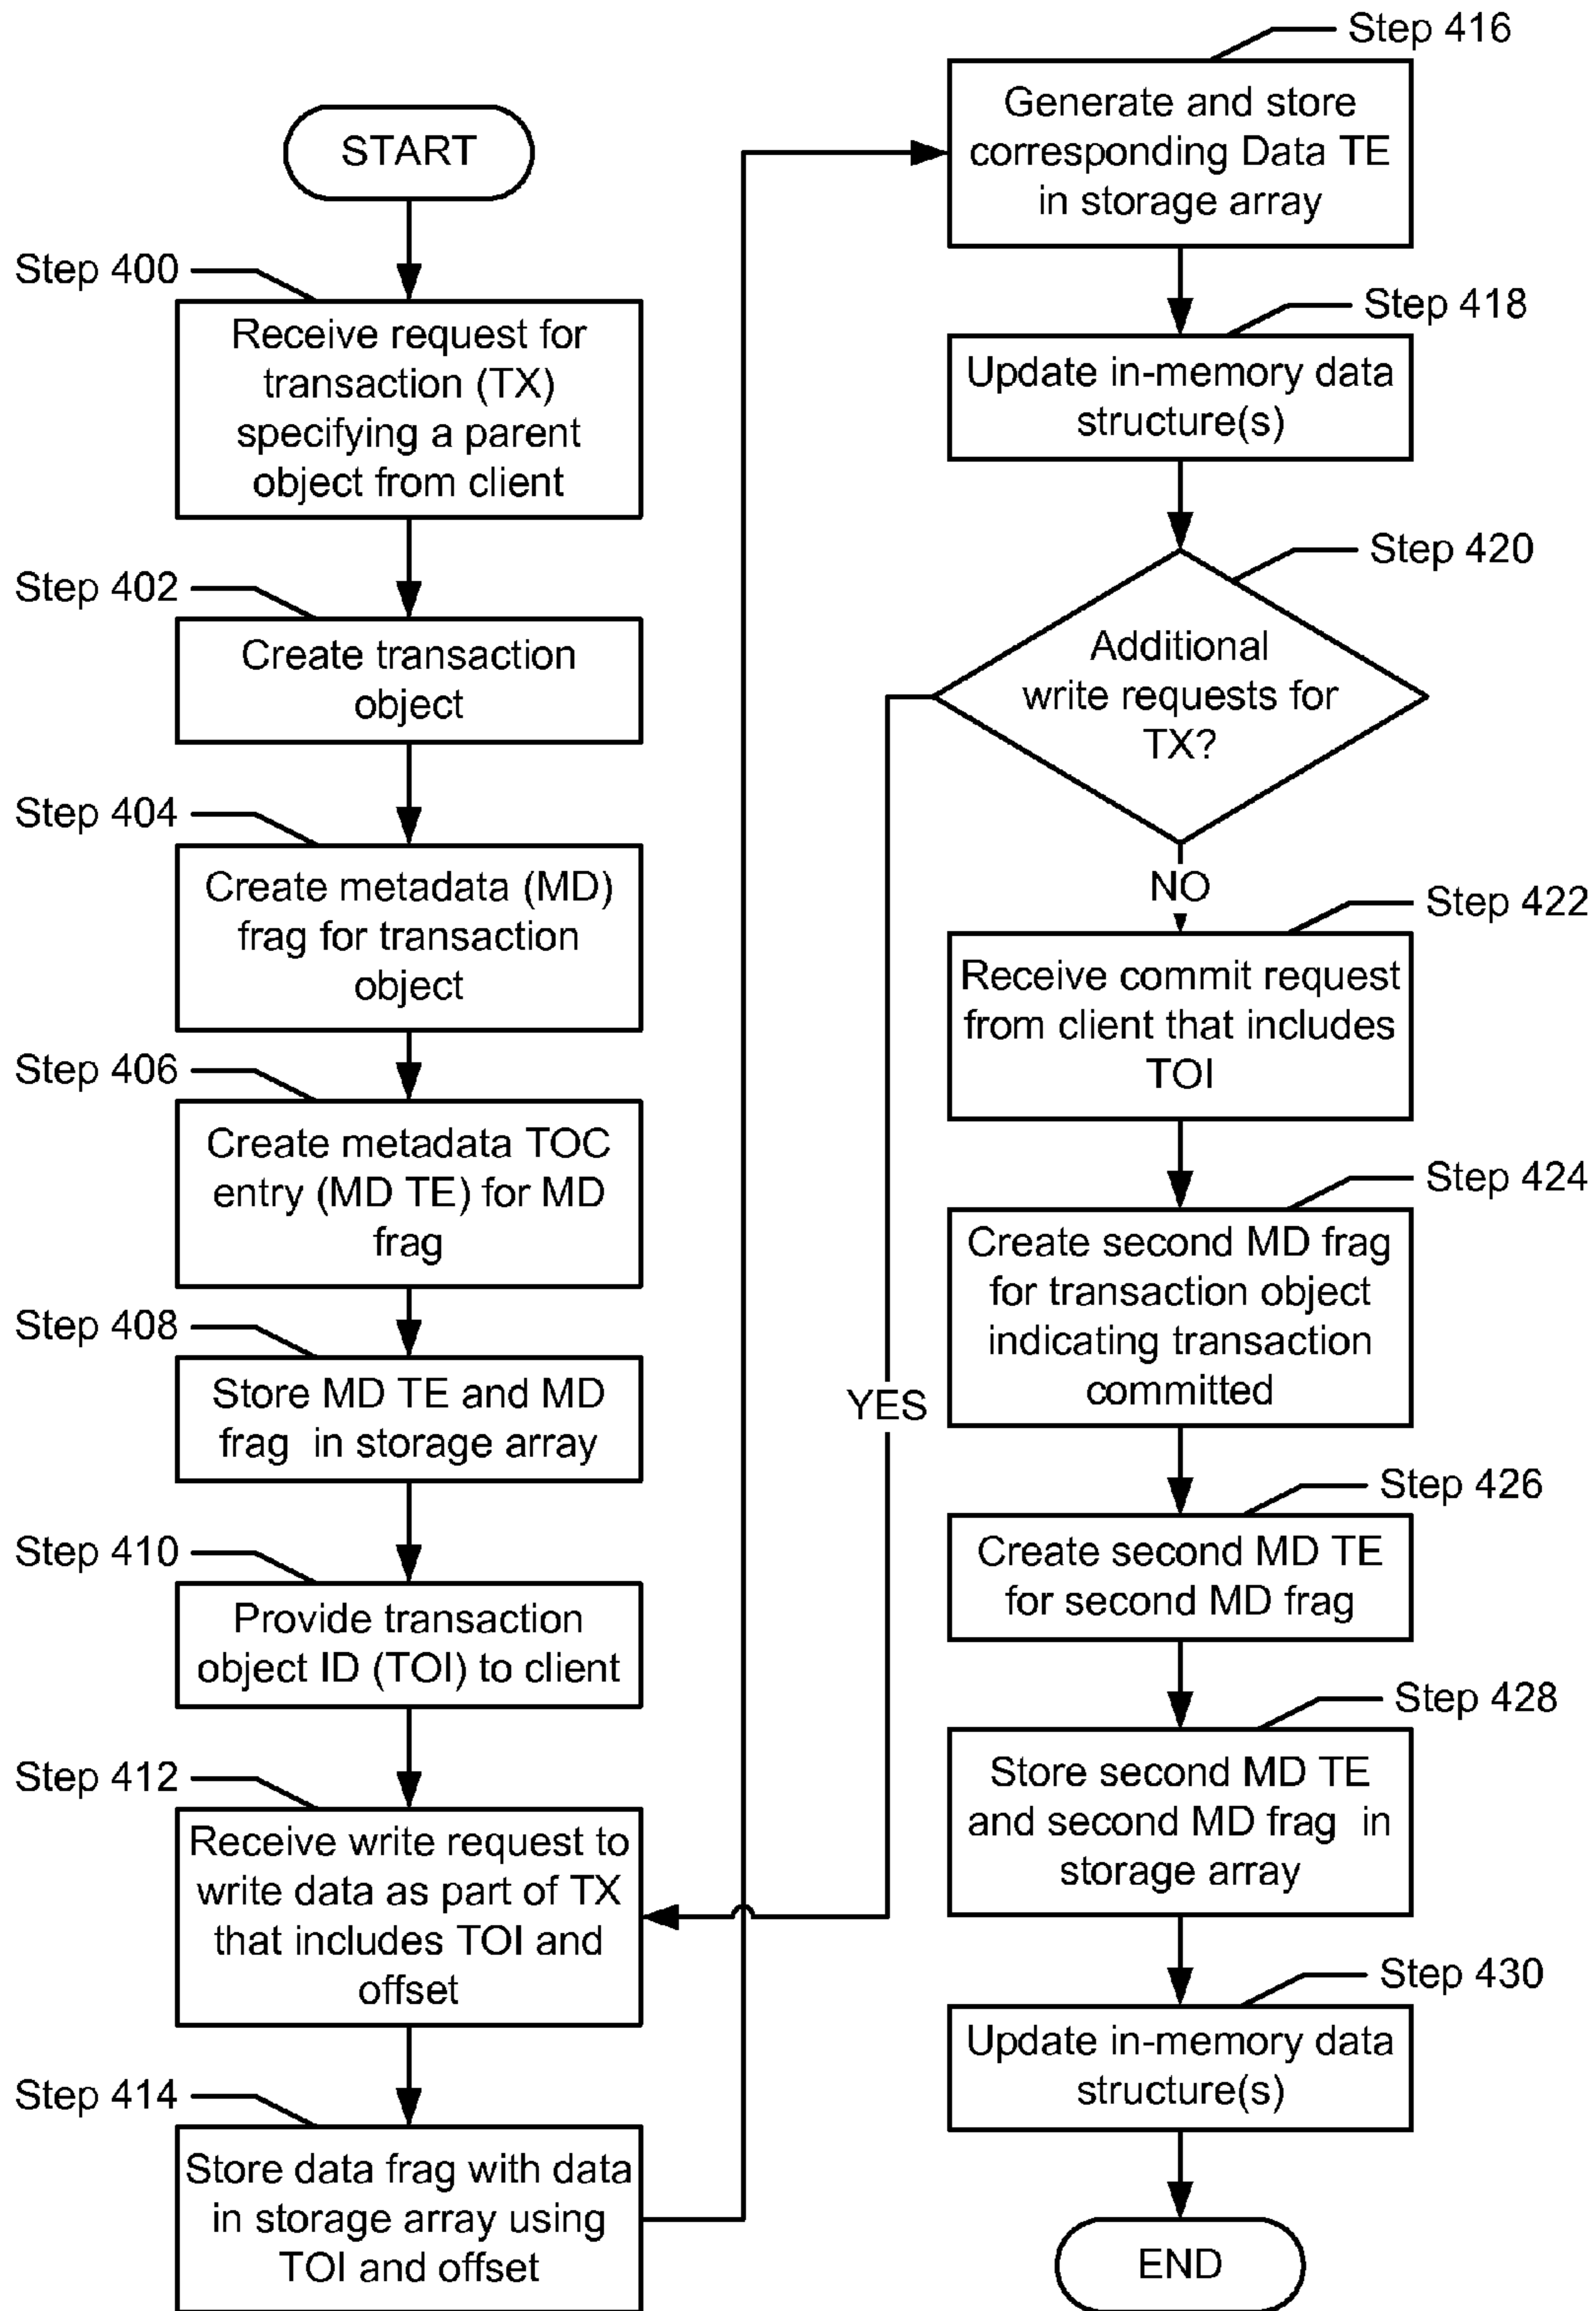 START
Step 400
Receive request for
transaction (TX)
specifying a parent
object from client
Step 402
Create transaction
object
Step 404
Create metadata (MD)
frag for transaction
object
Step 406
Create metadata TOC
entry (MD TE) for MD
frag
Step 408
Store MD TE and MD
frag in storage array
Step 410
Provide transaction
object ID (TOI) to client
Step 412
Receive write request to
write data as part of TX
that includes TOI and
offset
Step 414
Store data frag with data
in storage array using
TOI and offset
Step 416
Generate and store
corresponding Data TE
in storage array
Step 418
Update in-memory data
structure(s)
Step 420
Additional
write requests for
TX?
YES
NO
Step 422
Receive commit request
from client that includes
TOI
Step 424
Create second MD frag
for transaction object
indicating transaction
committed
Step 426
Create second MD TE
for second MD frag
Step 428
Store second MD TE
and second MD frag in
storage array
Step 430
Update in-memory data
structure(s)
END